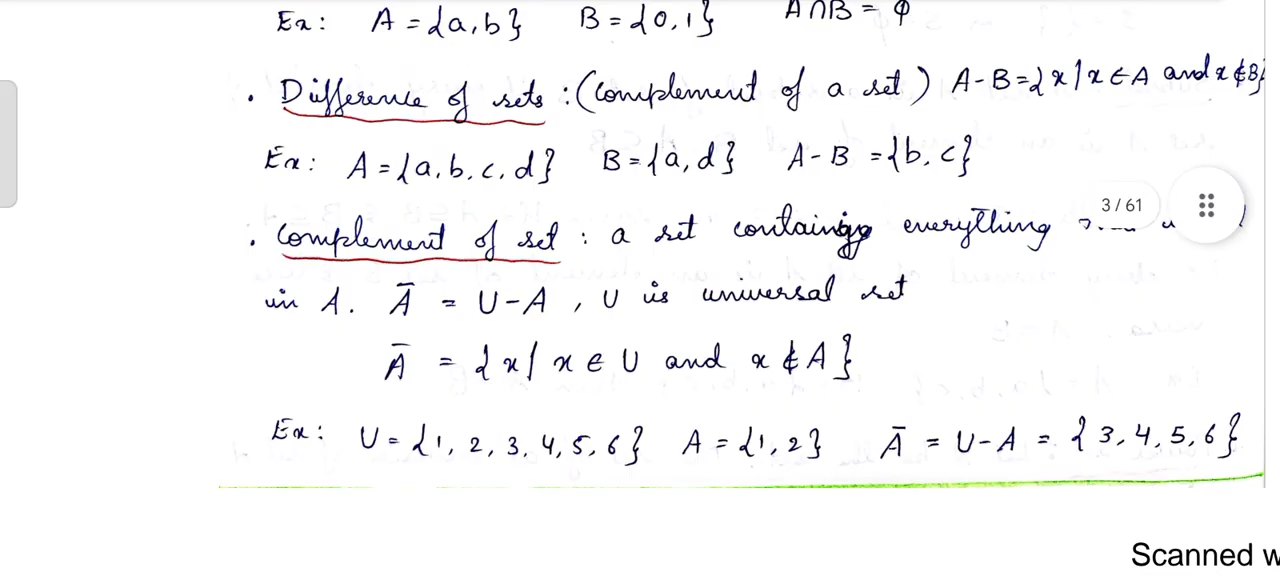 Ex: A = {a, b} B = {0, 1} A∩B = φ
. Difference of sets : (complement of a set) A-B = {x / x ∈ A and x ∉ B}
Ex: A = {a, b, c, d} B = {a, d} A-B = {b, c}
. Complement of set : a set containing everything
3 / 61
in A. Ā = U-A , U is universal set
Ā = {x / x ∈ U and x ∉ A}
Ex: U = {1, 2, 3, 4, 5, 6} A = {1, 2} Ā = U-A = {3, 4, 5, 6}
Scanned w